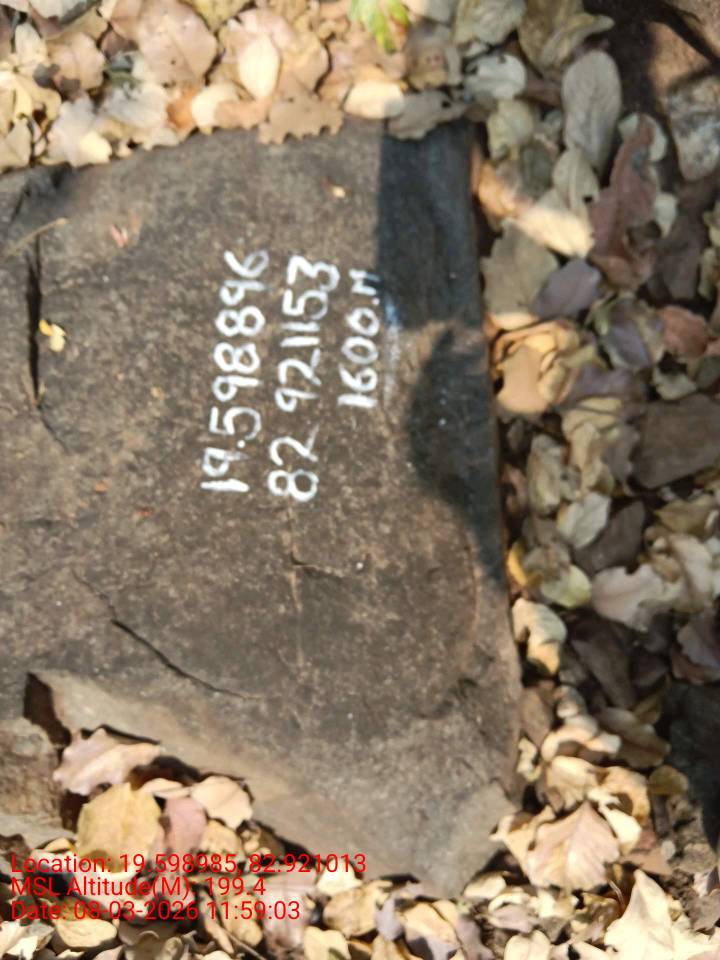 19.598896
82 921153
1600.M
Location: 19.598985, 82.921013
MSL Altitude(M): 199.4
Date: 08-03-2026 11:59:03